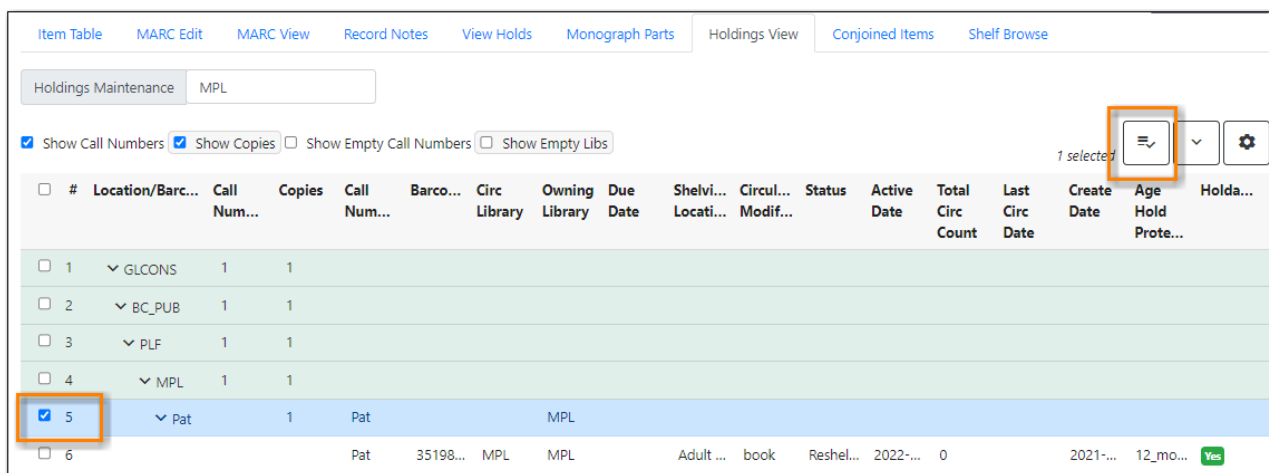 Item Table MARC Edit MARC View Record Notes View Holds Monograph Parts Holdings View Conjoined Items Shelf Browse
Holdings Maintenance MPL
Show Call Numbers Show Copies Show Empty Call Numbers Show Empty Libs
1 selected
# Location/Barc... Call Num... Copies Call Num... Barco... Circ Library Owning Library Due Date Shelvi... Locati... Circul... Modif... Status Active Date Total Circ Count Last Circ Date Create Date Age Hold Prote... Holda...
1 GLCONS 1 1
2 BC_PUB 1 1
3 PLF 1 1
4 MPL 1 1
5 Pat 1 Pat MPL
6 Pat 35198... MPL MPL Adult ... book Reshel... 2022-... 0 2021-... 12_mo... Yes